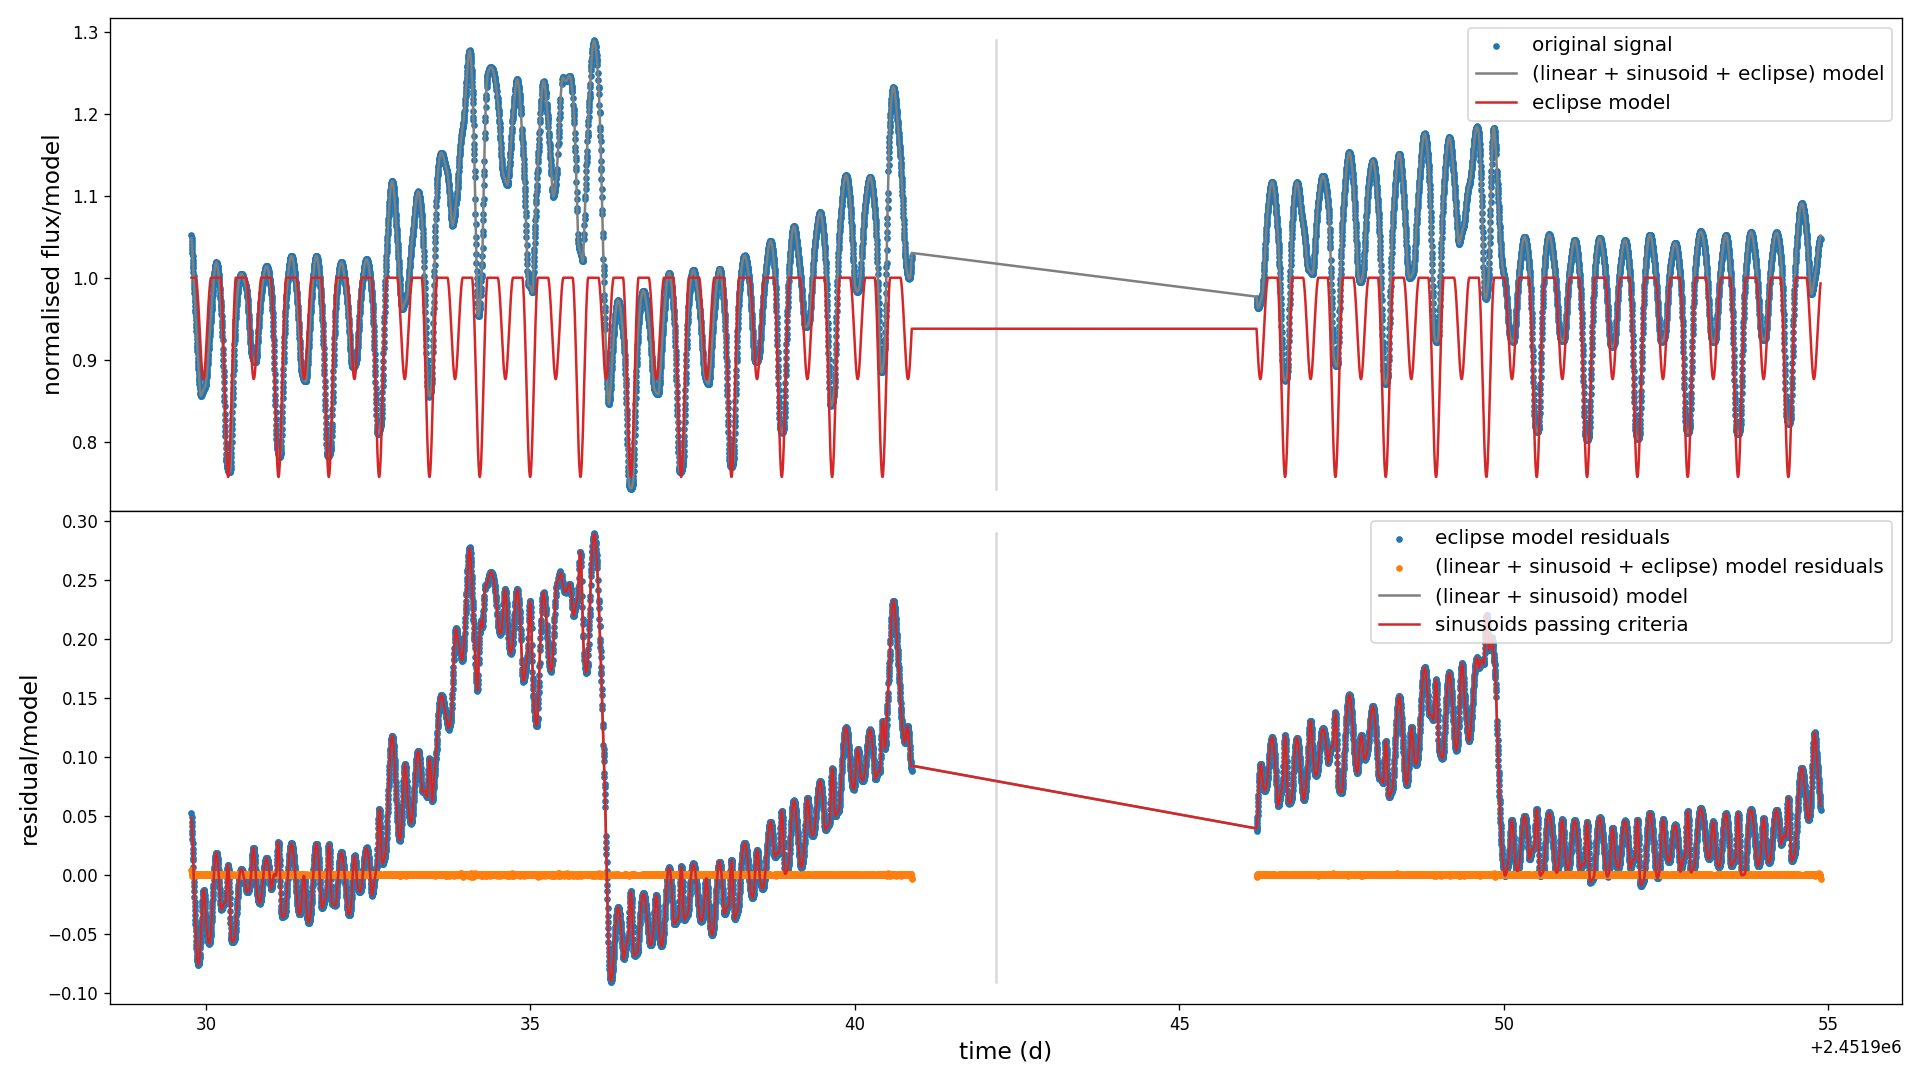 1.3
1.2
1.1
1.0
0.9
0.8
normalised flux/model
original signal
(linear + sinusoid + eclipse) model
eclipse model
0.30
0.25
0.20
0.15
0.10
0.05
0.00
−0.05
−0.10
residual/model
eclipse model residuals
(linear + sinusoid + eclipse) model residuals
(linear + sinusoid) model
sinusoids passing criteria
30 35 40 45 50 55
time (d)
+2.4519e6